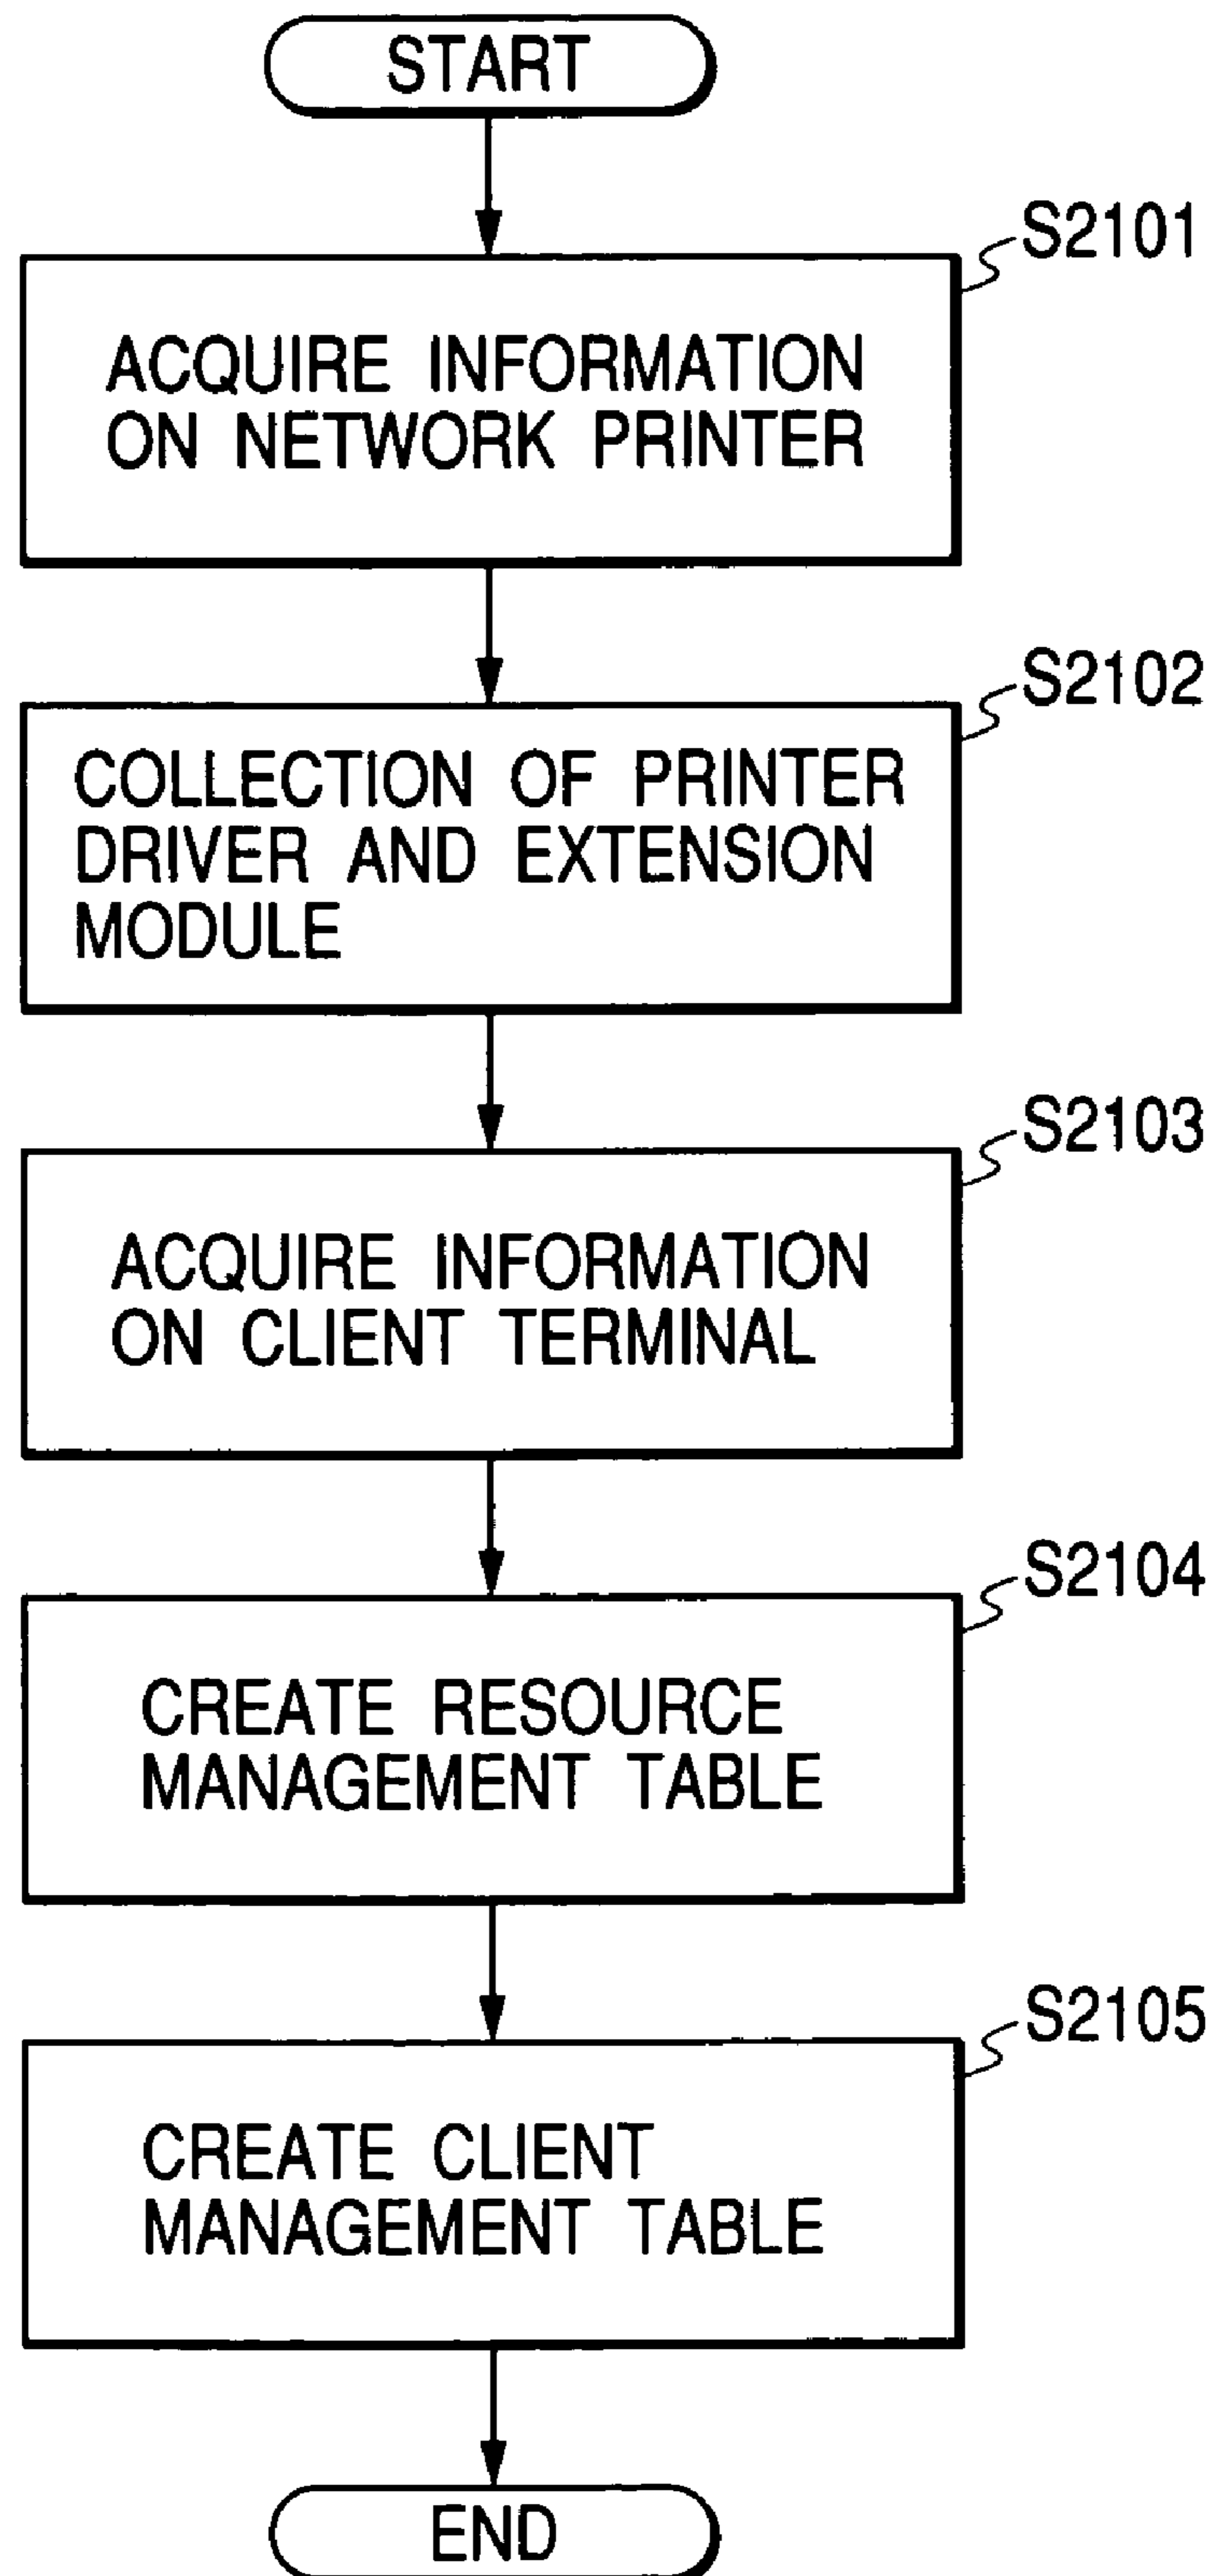 START
S2101
ACQUIRE INFORMATION
ON NETWORK PRINTER
S2102
COLLECTION OF PRINTER
DRIVER AND EXTENSION
MODULE
S2103
ACQUIRE INFORMATION
ON CLIENT TERMINAL
S2104
CREATE RESOURCE
MANAGEMENT TABLE
S2105
CREATE CLIENT
MANAGEMENT TABLE
END